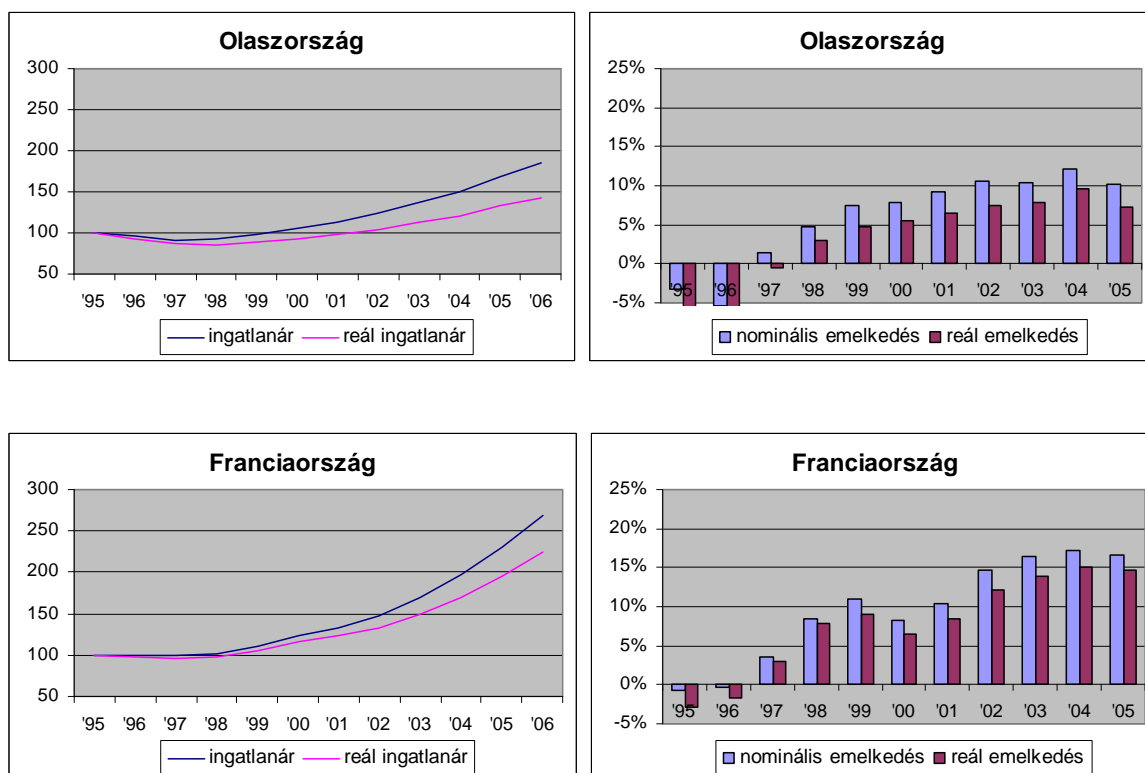 Olaszország
300
250
200
150
100
50
'95 '96 '97 '98 '99 '00 '01 '02 '03 '04 '05 '06
ingatlanár reál ingatlanár
Olaszország
25%
20%
15%
10%
5%
0%
-5%
'95 '96 '97 '98 '99 '00 '01 '02 '03 '04 '05
nominális emelkedés reál emelkedés
Franciaország
300
250
200
150
100
50
'95 '96 '97 '98 '99 '00 '01 '02 '03 '04 '05 '06
ingatlanár reál ingatlanár
Franciaország
25%
20%
15%
10%
5%
0%
-5%
'95 '96 '97 '98 '99 '00 '01 '02 '03 '04 '05
nominális emelkedés reál emelkedés